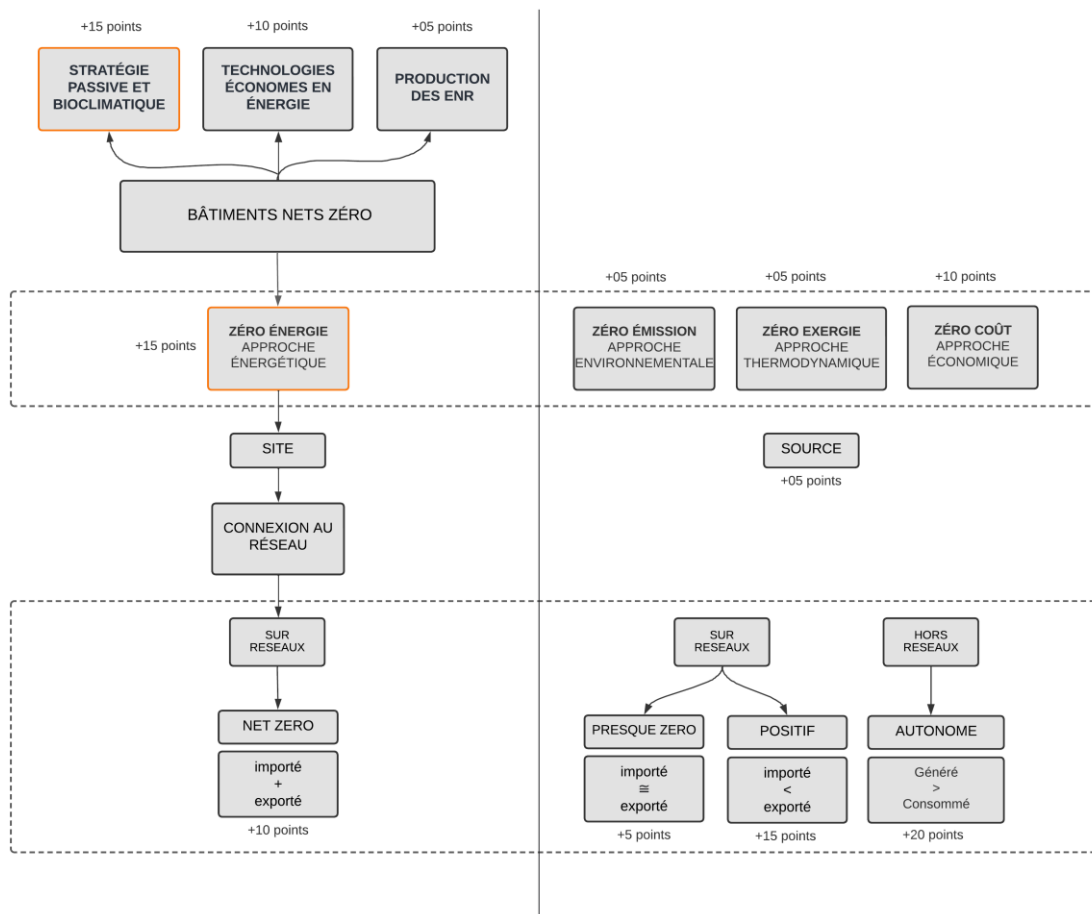 +15 points
+10 points
+05 points
STRATÉGIE
PASSIVE ET
BIOCLIMATIQUE
TECHNOLOGIES
ÉCONOMES EN
ÉNERGIE
PRODUCTION
DES ENR
BÂTIMENTS NETS ZÉRO
+05 points
+05 points
+10 points
+15 points
ZÉRO ÉNERGIE
APPROCHE
ÉNERGÉTIQUE
ZÉRO ÉMISSION
APPROCHE
ENVIRONNEMENTALE
ZÉRO EXERGIE
APPROCHE
THERMODYNAMIQUE
ZÉRO COÛT
APPROCHE
ÉCONOMIQUE
SITE
SOURCE
+05 points
CONNEXION AU
RÉSEAU
SUR
RESEAUX
SUR
RESEAUX
HORS
RESEAUX
NET ZERO
PRESQUE ZERO
POSITIF
AUTONOME
importé
+
exporté
importé
≅
exporté
importé
<
exporté
Généré
>
Consommé
+10 points
+5 points
+15 points
+20 points